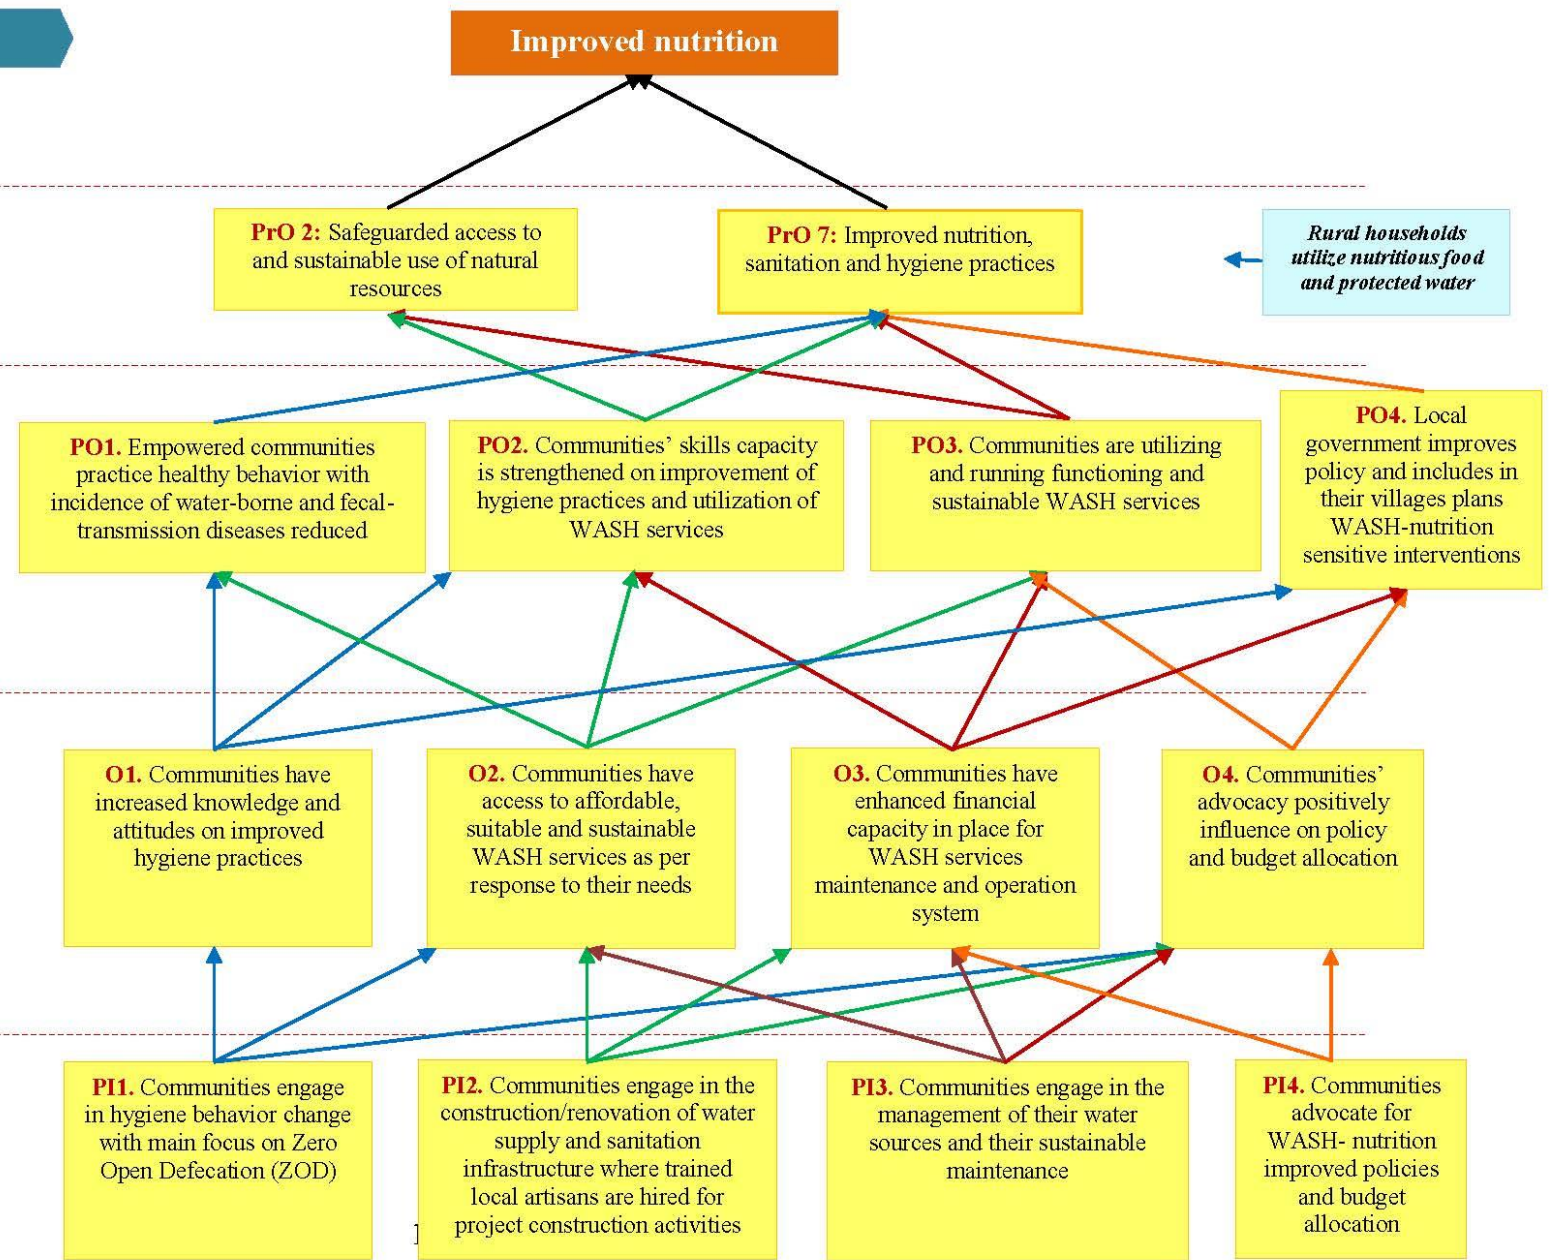 Improved nutrition
PrO 2: Safeguarded access to
and sustainable use of natural
resources
PrO 7: Improved nutrition,
sanitation and hygiene practices
Rural households
utilize nutritious food
and protected water
PO1. Empowered communities
practice healthy behavior with
incidence of water-borne and fecal-
transmission diseases reduced
PO2. Communities’ skills capacity
is strengthened on improvement of
hygiene practices and utilization of
WASH services
PO3. Communities are utilizing
and running functioning and
sustainable WASH services
PO4. Local
government improves
policy and includes in
their villages plans
WASH-nutrition
sensitive interventions
O1. Communities have
increased knowledge and
attitudes on improved
hygiene practices
O2. Communities have
access to affordable,
suitable and sustainable
WASH services as per
response to their needs
O3. Communities have
enhanced financial
capacity in place for
WASH services
maintenance and operation
system
O4. Communities’
advocacy positively
influence on policy
and budget allocation
PI1. Communities engage
in hygiene behavior change
with main focus on Zero
Open Defecation (ZOD)
PI2. Communities engage in the
construction/renovation of water
supply and sanitation
infrastructure where trained
local artisans are hired for
project construction activities
PI3. Communities engage in the
management of their water
sources and their sustainable
maintenance
PI4. Communities
advocate for
WASH- nutrition
improved policies
and budget
allocation